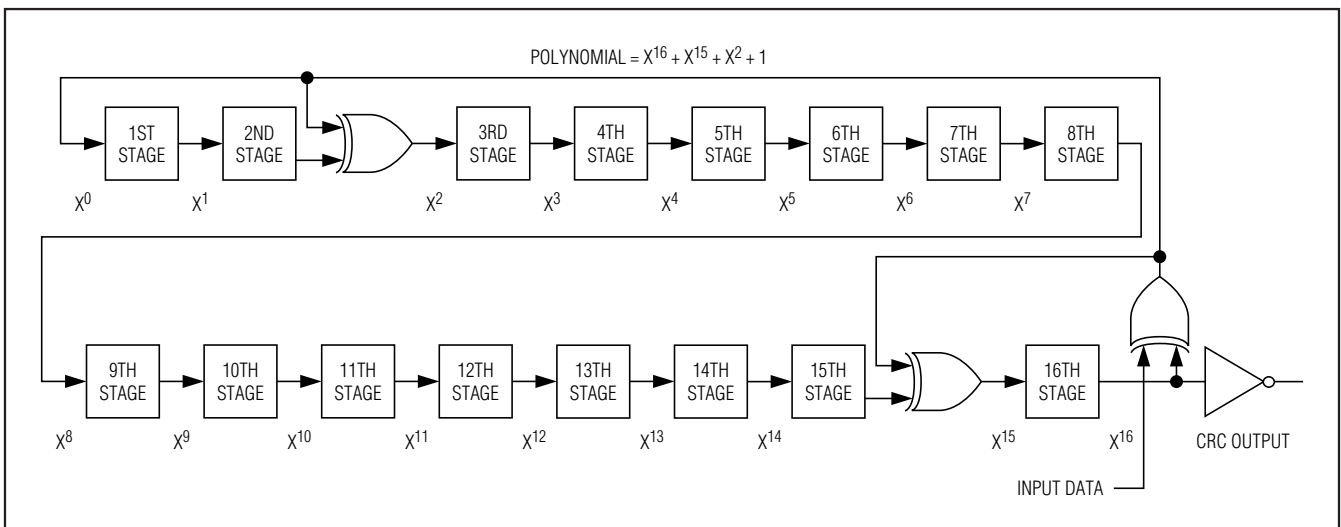 POLYNOMIAL = X16 + X15 + X2 + 1
1ST STAGE
2ND STAGE
3RD STAGE
4TH STAGE
5TH STAGE
6TH STAGE
7TH STAGE
8TH STAGE
X0 X1 X2 X3 X4 X5 X6 X7
9TH STAGE
10TH STAGE
11TH STAGE
12TH STAGE
13TH STAGE
14TH STAGE
15TH STAGE
16TH STAGE
X8 X9 X10 X11 X12 X13 X14 X15 X16
CRC OUTPUT
INPUT DATA